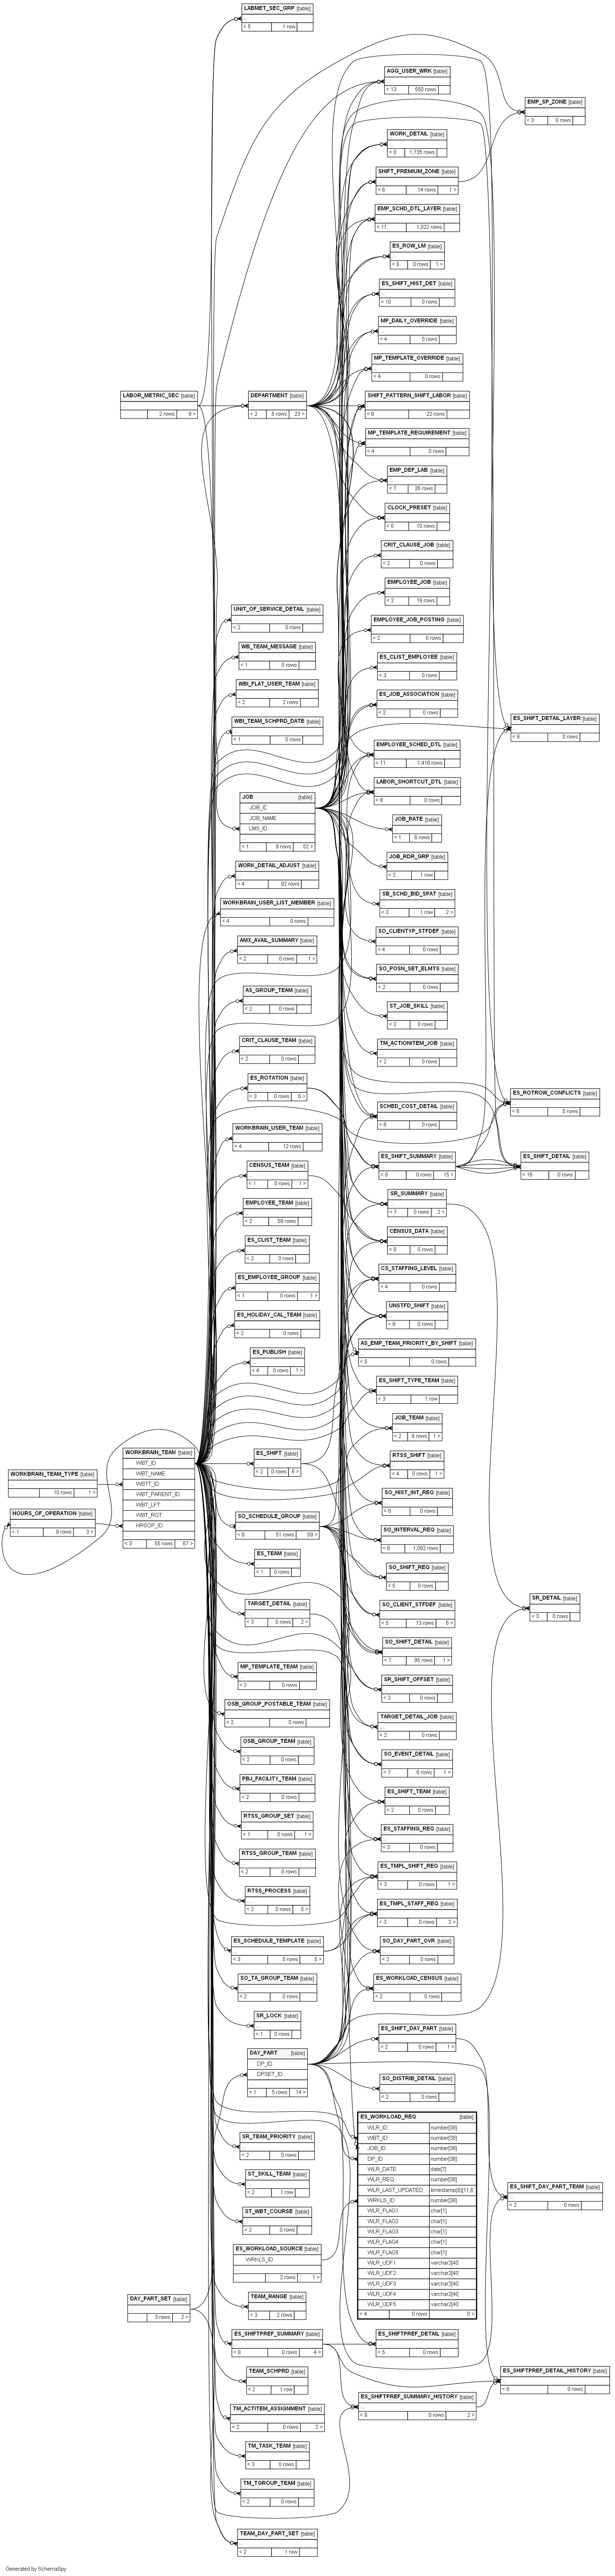 LABMET_SEC_GRP [table]
...
< 5 1 row
AGG_USER_WRK [table]
...
< 13 550 rows
EMP_SP_ZONE [table]
...
< 3 0 rows
WORK_DETAIL [table]
...
< 8 1,735 rows
SHIFT_PREMIUM_ZONE [table]
...
< 6 14 rows 1 >
EMP_SCHD_DTL_LAYER [table]
...
< 11 1,022 rows
ES_ROW_LM [table]
...
< 9 0 rows 1 >
ES_SHIFT_HIST_DET [table]
...
< 10 0 rows
MP_DAILY_OVERRIDE [table]
...
< 4 0 rows
MP_TEMPLATE_OVERRIDE [table]
...
< 4 0 rows
LABOR_METRIC_SEC [table]
...
2 rows 9 >
DEPARTMENT [table]
...
< 2 5 rows 23 >
SHIFT_PATTERN_SHIFT_LABOR [table]
...
< 9 22 rows
MP_TEMPLATE_REQUIREMENT [table]
...
< 4 0 rows
EMP_DEF_LAB [table]
...
< 7 26 rows
CLOCK_PRESET [table]
...
< 6 10 rows
CRIT_CLAUSE_JOB [table]
...
< 2 0 rows
EMPLOYEE_JOB [table]
...
< 2 19 rows
UNIT_OF_SERVICE_DETAIL [table]
...
< 2 0 rows
EMPLOYEE_JOB_POSTING [table]
...
< 2 0 rows
WB_TEAM_MESSAGE [table]
...
< 1 0 rows
ES_CLIST_EMPLOYEE [table]
...
< 3 0 rows
WBI_FLAT_USER_TEAM [table]
...
< 2 2 rows
ES_JOB_ASSOCIATION [table]
...
< 2 0 rows
WBI_TEAM_SCHPRD_DATE [table]
...
< 1 0 rows
ES_SHIFT_DETAIL_LAYER [table]
...
< 8 0 rows
EMPLOYEE_SCHED_DTL [table]
...
< 11 1,416 rows
LABOR_SHORTCUT_DTL [table]
...
< 8 0 rows
JOB [table]
JOB_ID
JOB_NAME
LMS_ID
...
< 1 9 rows 52 >
JOB_RATE [table]
...
< 1 6 rows
JOB_RDR_GRP [table]
...
< 2 1 row
WORK_DETAIL_ADJUST [table]
...
< 4 92 rows
SB_SCHD_BID_SPAT [table]
...
< 3 1 row 2 >
WORKBRAIN_USER_LIST_MEMBER [table]
...
< 4 0 rows
SO_CLIENTYP_STFDEF [table]
...
< 4 0 rows
AMX_AVAIL_SUMMARY [table]
...
< 2 0 rows 1 >
SO_POSN_SET_ELMTS [table]
...
< 2 0 rows
AS_GROUP_TEAM [table]
...
< 2 0 rows
ST_JOB_SKILL [table]
...
< 2 0 rows
CRIT_CLAUSE_TEAM [table]
...
< 2 0 rows
TM_ACTIONITEM_JOB [table]
...
< 2 0 rows
ES_ROTATION [table]
...
< 3 0 rows 6 >
ES_ROTROW_CONFLICTS [table]
...
< 8 0 rows
SCHED_COST_DETAIL [table]
...
< 8 0 rows
WORKBRAIN_USER_TEAM [table]
...
< 4 12 rows
ES_SHIFT_SUMMARY [table]
...
< 8 0 rows 15 >
ES_SHIFT_DETAIL [table]
...
< 16 0 rows
CENSUS_TEAM [table]
...
< 1 0 rows 1 >
SR_SUMMARY [table]
...
< 7 0 rows 2 >
EMPLOYEE_TEAM [table]
...
< 2 59 rows
CENSUS_DATA [table]
...
< 8 0 rows
ES_CLIST_TEAM [table]
...
< 2 0 rows
CS_STAFFING_LEVEL [table]
...
< 4 0 rows
ES_EMPLOYEE_GROUP [table]
...
< 1 0 rows 1 >
UNSTFD_SHIFT [table]
...
< 9 0 rows
ES_HOLIDAY_CAL_TEAM [table]
...
< 2 0 rows
AS_EMP_TEAM_PRIORITY_BY_SHIFT [table]
...
< 5 0 rows
ES_PUBLISH [table]
...
< 4 0 rows 1 >
ES_SHIFT_TYPE_TEAM [table]
...
< 3 1 row
JOB_TEAM [table]
...
< 2 8 rows 1 >
WORKBRAIN_TEAM [table]
WBT_ID
WBT_NAME
WBTT_ID
WBT_PARENT_ID
WBT_LFT
WBT_RGT
HRSOP_ID
...
< 3 55 rows 67 >
ES_SHIFT [table]
...
< 2 0 rows 6 >
RTSS_SHIFT [table]
...
< 4 0 rows 1 >
WORKBRAIN_TEAM_TYPE [table]
...
10 rows 1 >
SO_HIST_INT_REQ [table]
...
< 6 0 rows
HOURS_OF_OPERATION [table]
...
< 1 9 rows 3 >
SO_SCHEDULE_GROUP [table]
...
< 8 51 rows 59 >
SO_INTERVAL_REQ [table]
...
< 6 1,092 rows
ES_TEAM [table]
...
< 1 0 rows
SO_SHIFT_REQ [table]
...
< 5 0 rows
SR_DETAIL [table]
...
< 3 0 rows
TARGET_DETAIL [table]
...
< 3 0 rows 2 >
SO_CLIENT_STFDEF [table]
...
< 5 13 rows 6 >
SO_SHIFT_DETAIL [table]
...
< 7 95 rows 1 >
MP_TEMPLATE_TEAM [table]
...
< 2 0 rows
SR_SHIFT_OFFSET [table]
...
< 3 0 rows
OSB_GROUP_POSTABLE_TEAM [table]
...
< 2 0 rows
TARGET_DETAIL_JOB [table]
...
< 2 0 rows
OSB_GROUP_TEAM [table]
...
< 2 0 rows
SO_EVENT_DETAIL [table]
...
< 7 6 rows 1 >
PBJ_FACILITY_TEAM [table]
...
< 2 0 rows
ES_SHIFT_TEAM [table]
...
< 2 0 rows
RTSS_GROUP_SET [table]
...
< 1 0 rows 1 >
ES_STAFFING_REQ [table]
...
< 3 0 rows
RTSS_GROUP_TEAM [table]
...
< 2 0 rows
ES_TMPL_SHIFT_REQ [table]
...
< 3 0 rows 1 >
RTSS_PROCESS [table]
...
< 2 0 rows 5 >
ES_TMPL_STAFF_REQ [table]
...
< 3 0 rows 2 >
ES_SCHEDULE_TEMPLATE [table]
...
< 3 0 rows 5 >
SO_DAY_PART_OVR [table]
...
< 2 0 rows
SO_TA_GROUP_TEAM [table]
...
< 2 0 rows
ES_WORKLOAD_CENSUS [table]
...
< 2 0 rows
SR_LOCK [table]
...
< 1 0 rows
ES_SHIFT_DAY_PART [table]
...
< 2 0 rows 1 >
DAY_PART [table]
DP_ID
DPSET_ID
...
< 1 5 rows 14 >
SO_DISTRIB_DETAIL [table]
...
< 2 0 rows
ES_WORKLOAD_REQ [table]
WLR_ID number[38]
WBT_ID number[38]
JOB_ID number[38]
DP_ID number[38]
WLR_DATE date[7]
WLR_REQ number[38]
WLR_LAST_UPDATED timestamp(6)[11,6]
WRKLS_ID number[38]
WLR_FLAG1 char[1]
WLR_FLAG2 char[1]
WLR_FLAG3 char[1]
WLR_FLAG4 char[1]
WLR_FLAG5 char[1]
WLR_UDF1 varchar2[40]
WLR_UDF2 varchar2[40]
WLR_UDF3 varchar2[40]
WLR_UDF4 varchar2[40]
WLR_UDF5 varchar2[40]
< 4 0 rows 0 >
SR_TEAM_PRIORITY [table]
...
< 2 0 rows
ST_SKILL_TEAM [table]
...
< 2 1 row
ES_SHIFT_DAY_PART_TEAM [table]
...
< 2 0 rows
ST_WBT_COURSE [table]
...
< 2 0 rows
ES_WORKLOAD_SOURCE [table]
WRKLS_ID
...
2 rows 1 >
DAY_PART_SET [table]
...
3 rows 2 >
TEAM_RANGE [table]
...
< 3 2 rows
ES_SHIFTPREF_SUMMARY [table]
...
< 8 0 rows 4 >
ES_SHIFTPREF_DETAIL [table]
...
< 5 0 rows
TEAM_SCHPRD [table]
...
< 2 1 row
ES_SHIFTPREF_DETAIL_HISTORY [table]
...
< 6 0 rows
ES_SHIFTPREF_SUMMARY_HISTORY [table]
...
< 9 0 rows 2 >
TM_ACTITEM_ASSIGNMENT [table]
...
< 2 0 rows 2 >
TM_TASK_TEAM [table]
...
< 3 0 rows
TM_TGROUP_TEAM [table]
...
< 2 0 rows
TEAM_DAY_PART_SET [table]
...
< 2 1 row
Generated by SchemaSpy